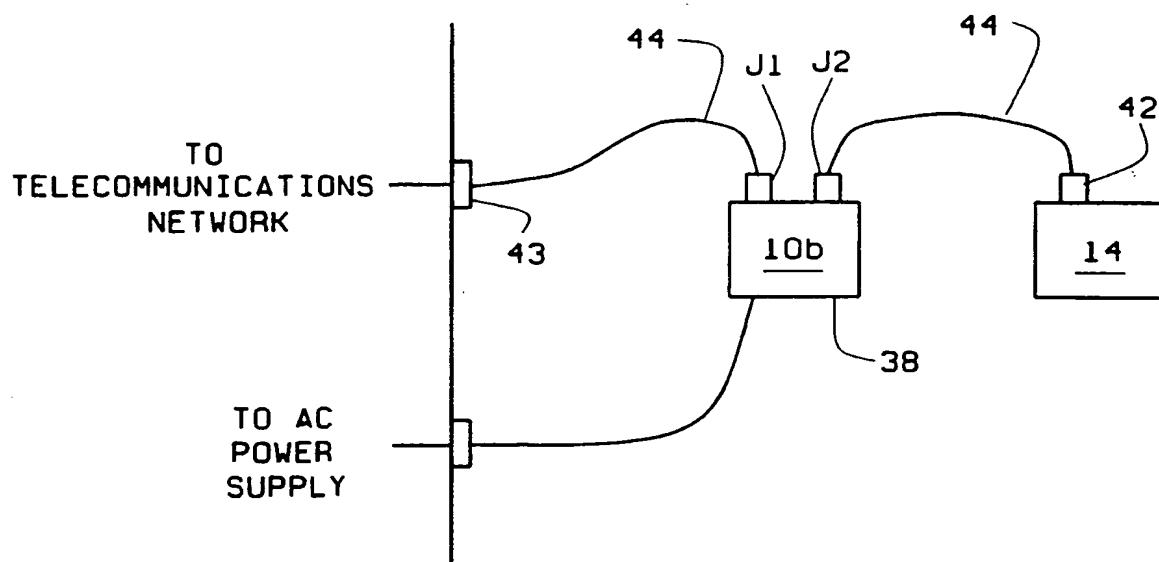 44
44
J1
J2
42
TO
TELECOMMUNICATIONS
NETWORK
43
10b
14
38
TO AC
POWER
SUPPLY